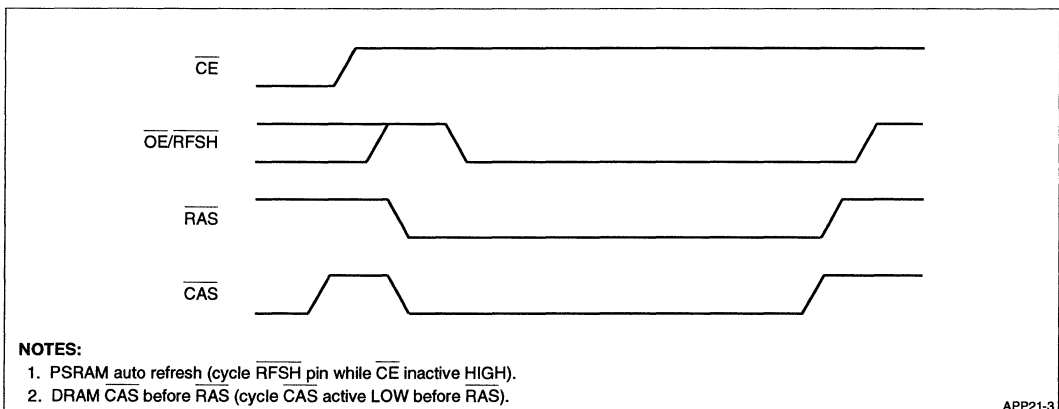 CE
OE/RFSH
RAS
CAS
NOTES:
1. PSRAM auto refresh (cycle RFSH pin while CE inactive HIGH).
2. DRAM CAS before RAS (cycle CAS active LOW before RAS).
APP21-3